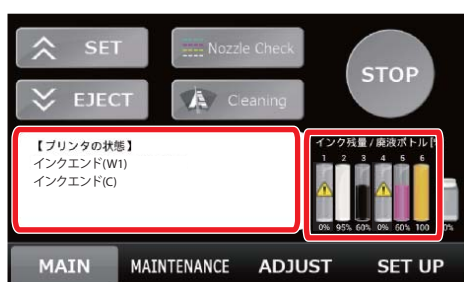 SET
Nozzle Check
STOP
EJECT
Cleaning
【プリンタの状態】
インクエンド(W1)
インクエンド(C)
インク残量 / 廃液ボトル [
1 2 3 4 5 6
0% 95% 60% 0% 60% 100 0%
MAIN MAINTENANCE ADJUST SET UP